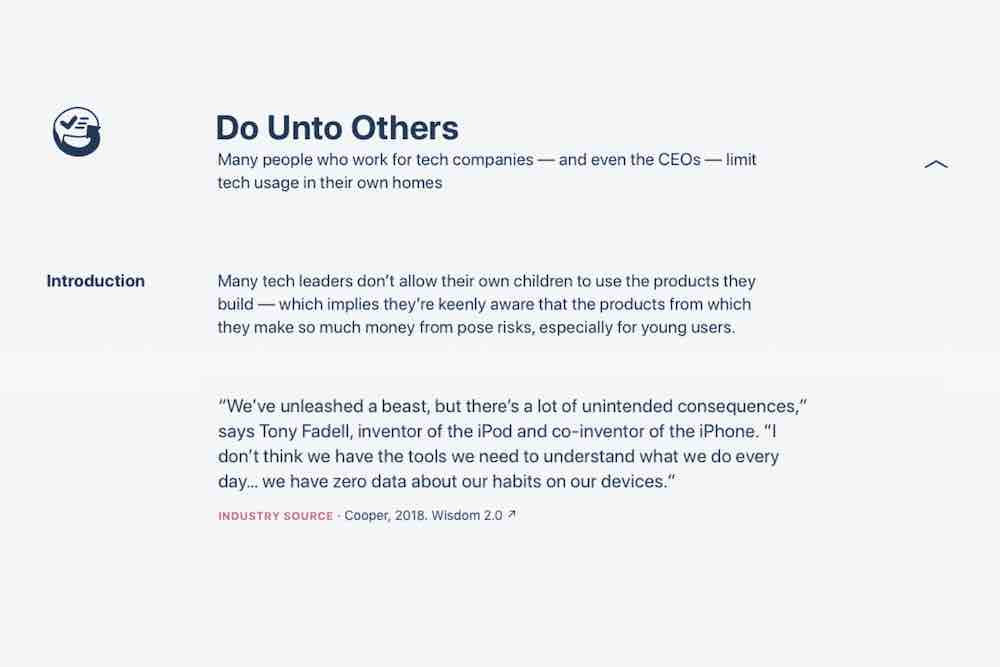 Do Unto Others
Many people who work for tech companies — and even the CEOs — limit
tech usage in their own homes
Introduction
Many tech leaders don’t allow their own children to use the products they
build — which implies they’re keenly aware that the products from which
they make so much money from pose risks, especially for young users.
“We’ve unleashed a beast, but there’s a lot of unintended consequences,”
says Tony Fadell, inventor of the iPod and co-inventor of the iPhone. “I
don’t think we have the tools we need to understand what we do every
day... we have zero data about our habits on our devices.”
INDUSTRY SOURCE · Cooper, 2018. Wisdom 2.0 ↗